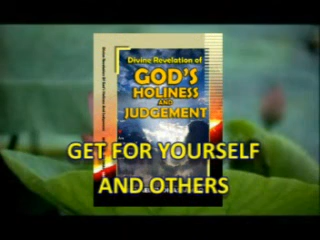 Divine Revelation of
GOD'S
HOLINESS
AND
JUDGEMENT
GET FOR YOURSELF
AND OTHERS